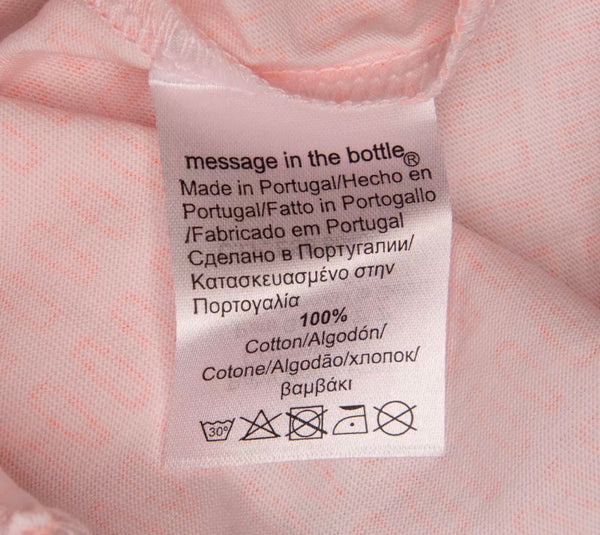 message in the bottle®
Made in Portugal/Hecho en
Portugal/Fatto in Portogallo
/Fabricado em Portugal
Сделано в Португалии/
Κατασκευασμένο στην
Πορτογαλία
100%
Cotton/Algodón/
Cotone/Algodão/хлопок/
βαμβάκι
30°